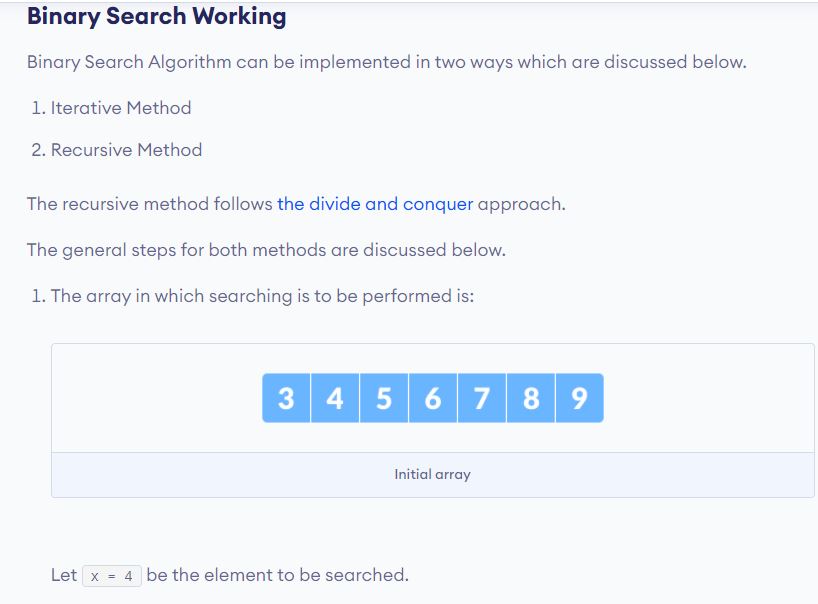 Binary Search Working
Binary Search Algorithm can be implemented in two ways which are discussed below.
1. Iterative Method
2. Recursive Method
The recursive method follows the divide and conquer approach.
The general steps for both methods are discussed below.
1. The array in which searching is to be performed is:
3 4 5 6 7 8 9
Initial array
Let x = 4 be the element to be searched.